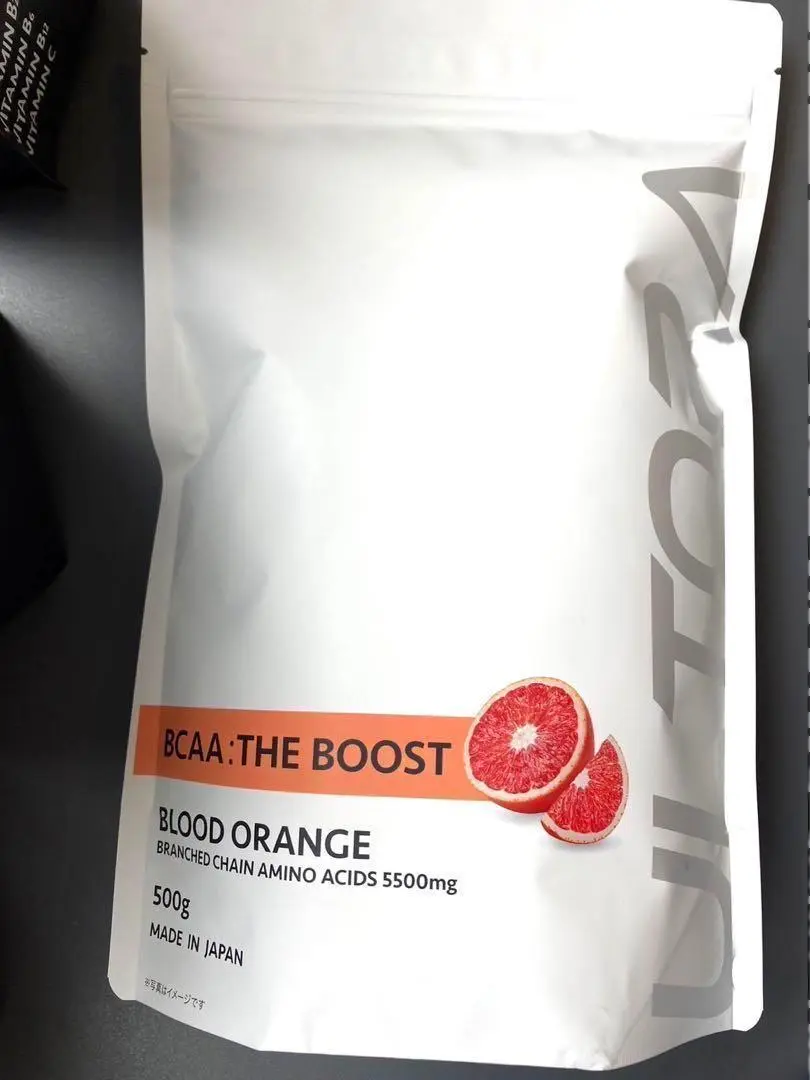 VITAMIN B6
VITAMIN B12
VITAMIN C
ULTORA
BCAA:THE BOOST
BLOOD ORANGE
BRANCHED CHAIN AMINO ACIDS 5500mg
500g
MADE IN JAPAN
※写真はイメージです